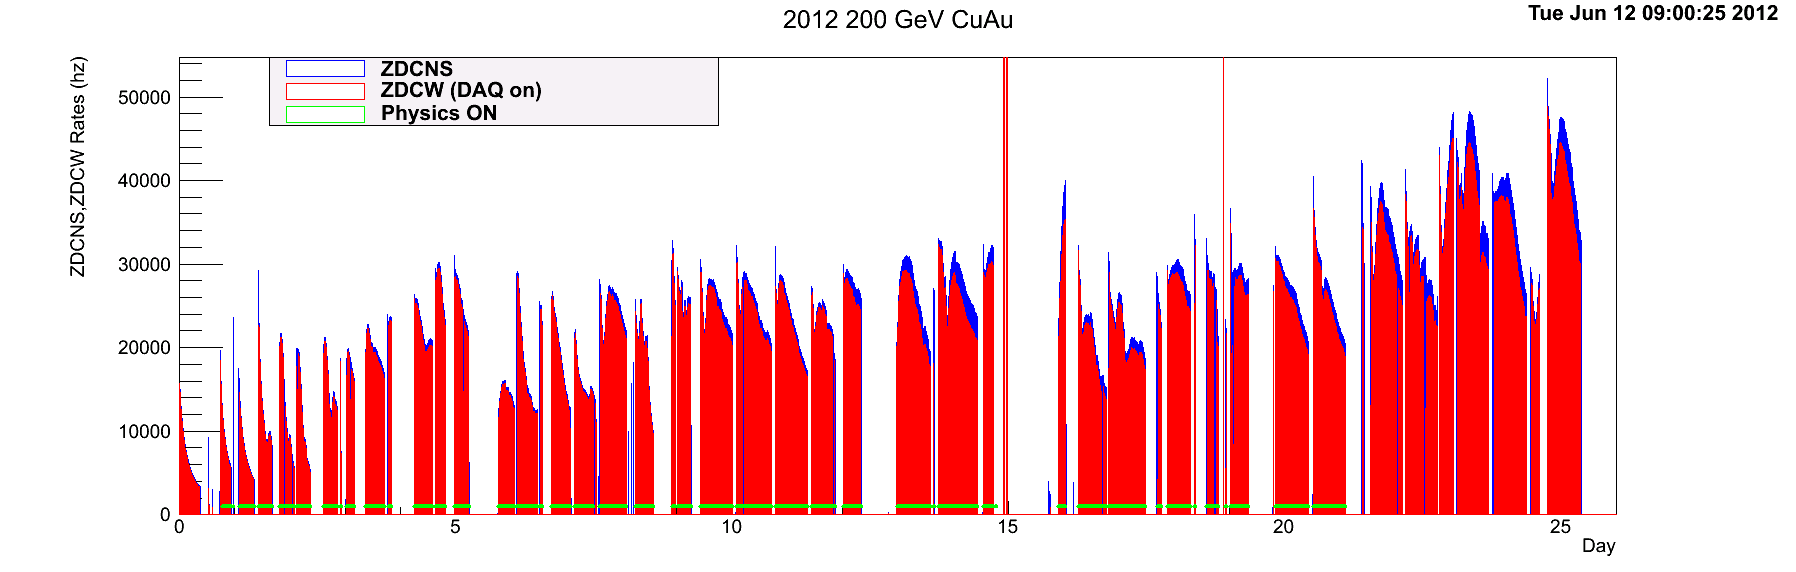 2012 200 GeV CuAu
Tue Jun 12 09:00:25 2012
ZDCNS,ZDCW Rates (hz)
ZDCNS
ZDCW (DAQ on)
Physics ON
50000
40000
30000
20000
10000
0
0 5 10 15 20 25
Day